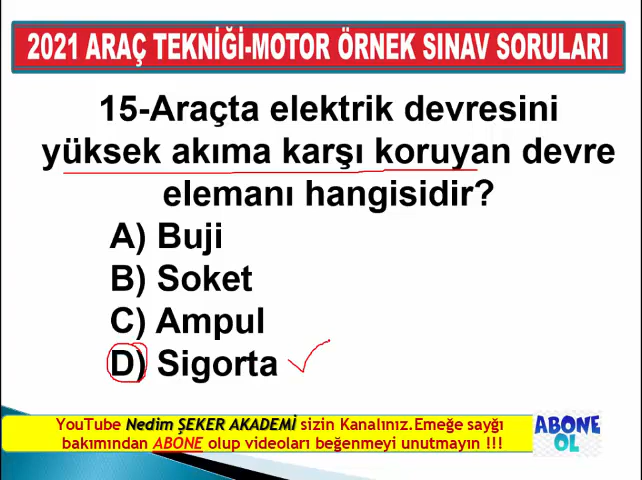 2021 ARAÇ TEKNİĞİ-MOTOR ÖRNEK SINAV SORULARI
15-Araçta elektrik devresini
yüksek akıma karşı koruyan devre
elemanı hangisidir?
A) Buji
B) Soket
C) Ampul
D) Sigorta
YouTube Nedim ŞEKER AKADEMİ sizin Kanalınız.Emeğe saygı
bakımından ABONE olup videoları beğenmeyi unutmayın !!!
ABONE
OL